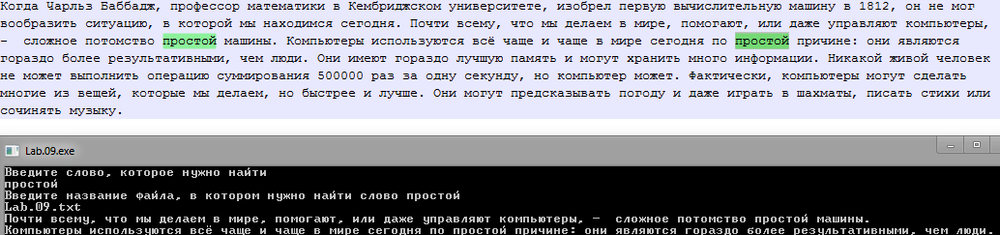 Когда Чарльз Баббадж, профессор математики в Кембриджском университете, изобрел первую вычислительную машину в 1812, он не мог
вообразить ситуацию, в которой мы находимся сегодня. Почти всему, что мы делаем в мире, помогают, или даже управляют компьютеры,
–  сложное потомство простой машины. Компьютеры используются всё чаще и чаще в мире сегодня по простой причине: они являются
гораздо более результативными, чем люди. Они имеют гораздо лучшую память и могут хранить много информации. Никакой живой человек
не может выполнить операцию суммирования 500000 раз за одну секунду, но компьютер может. Фактически, компьютеры могут сделать
многие из вещей, которые мы делаем, но быстрее и лучше. Они могут предсказывать погоду и даже играть в шахматы, писать стихи или
сочинять музыку.
Lab.09.exe
Введите слово, которое нужно найти
простой
Введите название файла, в котором нужно найти слово простой
Lab.09.txt
Почти всему, что мы делаем в мире, помогают, или даже управляют компьютеры, –  сложное потомство простой машины.
Компьютеры используются всё чаще и чаще в мире сегодня по простой причине: они являются гораздо более результативными, чем люди.